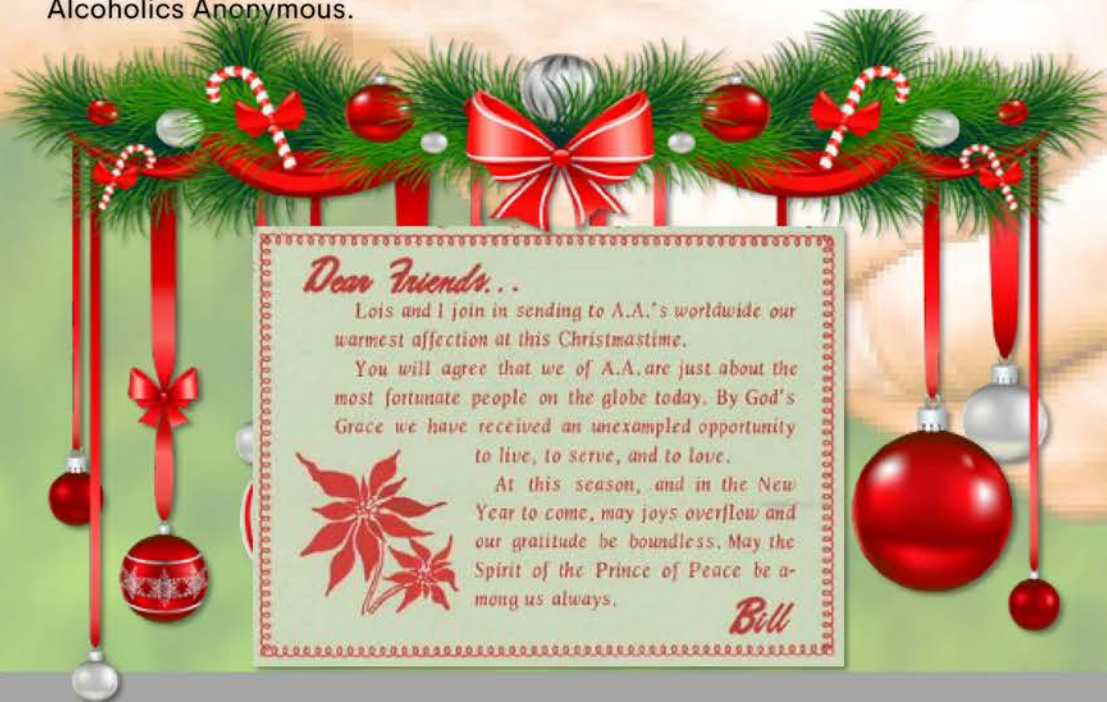 Alcoholics Anonymous.
Dear Friends...
Lois and I join in sending to A.A.'s worldwide our
warmest affection at this Christmastime.
You will agree that we of A.A. are just about the
most fortunate people on the globe today. By God's
Grace we have received an unexampled opportunity
to live, to serve, and to love.
At this season, and in the New
Year to come, may joys overflow and
our gratitude be boundless. May the
Spirit of the Prince of Peace be a-
mong us always.
Bill